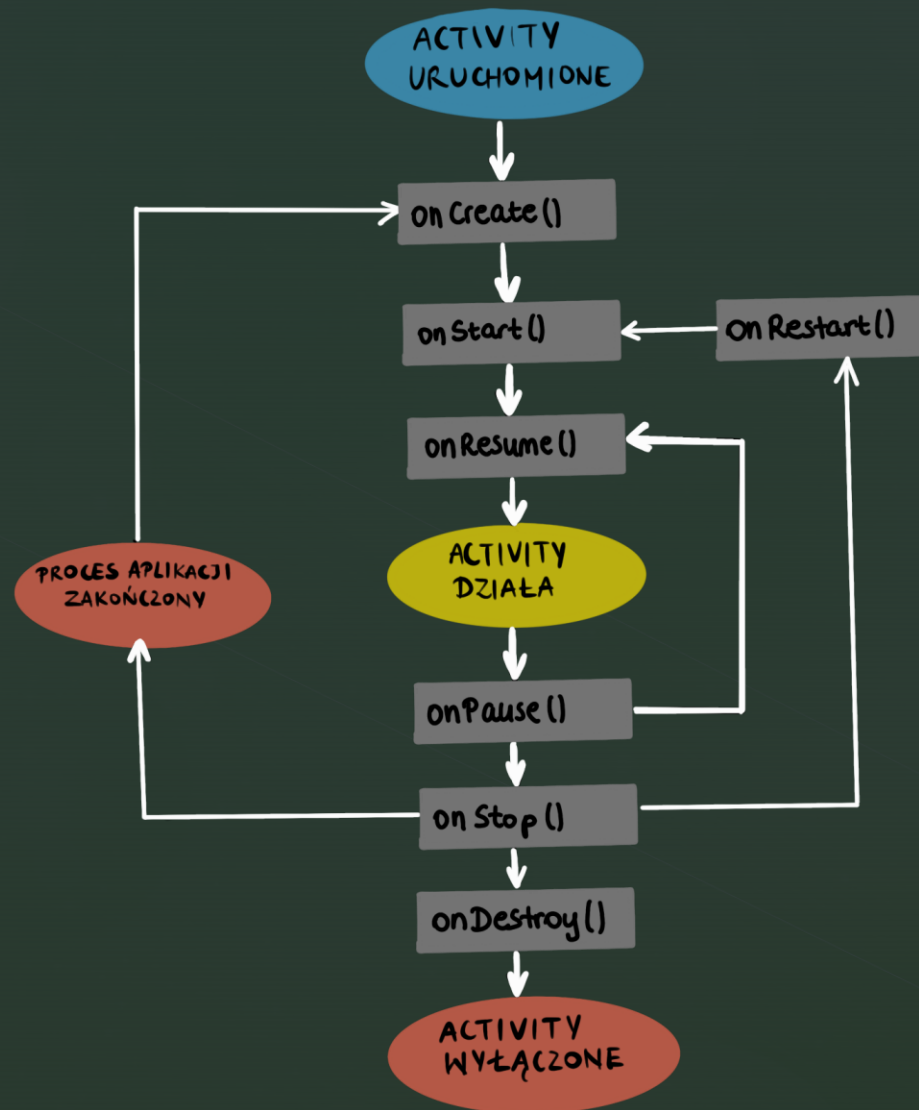 ACTIVITY
URUCHOMIONE
onCreate()
onStart()
onRestart()
onResume()
ACTIVITY
DZIAŁA
PROCES APLIKACJI
ZAKOŃCZONY
onPause()
onStop()
onDestroy()
ACTIVITY
WYŁĄCZONE